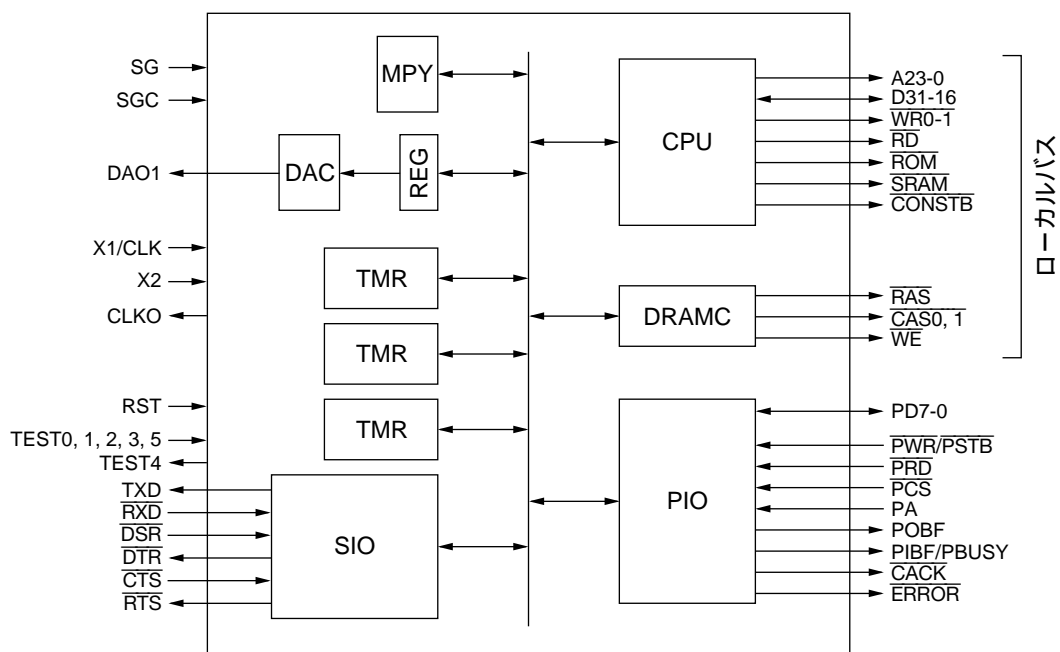 SG
SGC
DAO1
X1/CLK
X2
CLKO
RST
TEST0, 1, 2, 3, 5
TEST4
TXD
RXD
DSR
DTR
CTS
RTS
MPY
DAC
REG
TMR
TMR
TMR
SIO
CPU
DRAMC
PIO
A23-0
D31-16
WR0-1
RD
ROM
SRAM
CONSTB
RAS
CAS0, 1
WE
PD7-0
PWR/PSTB
PRD
PCS
PA
POBF
PIBF/PBUSY
CACK
ERROR
ローカルバス